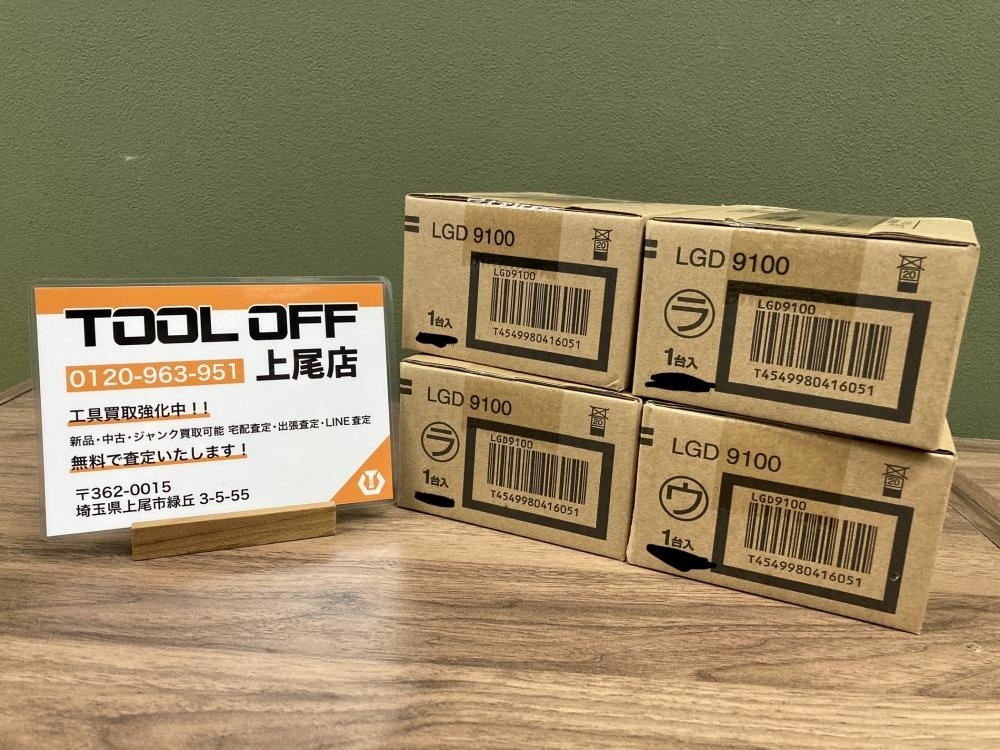 TOOL OFF
0120-963-951 上尾店
工具買取強化中!!
新品・中古・ジャンク買取可能 宅配査定・出張査定・LINE査定
無料で査定いたします!
〒362-0015
埼玉県上尾市緑丘 3-5-55
LGD 9100
20
LGD9100
1台入
T4549980416051
LGD 9100
20
ラ
LGD9100
1台入
T4549980416051
LGD 9100
20
ラ
LGD9100
1台入
T4549980416051
LGD 9100
20
ウ
LGD9100
1台入
T4549980416051